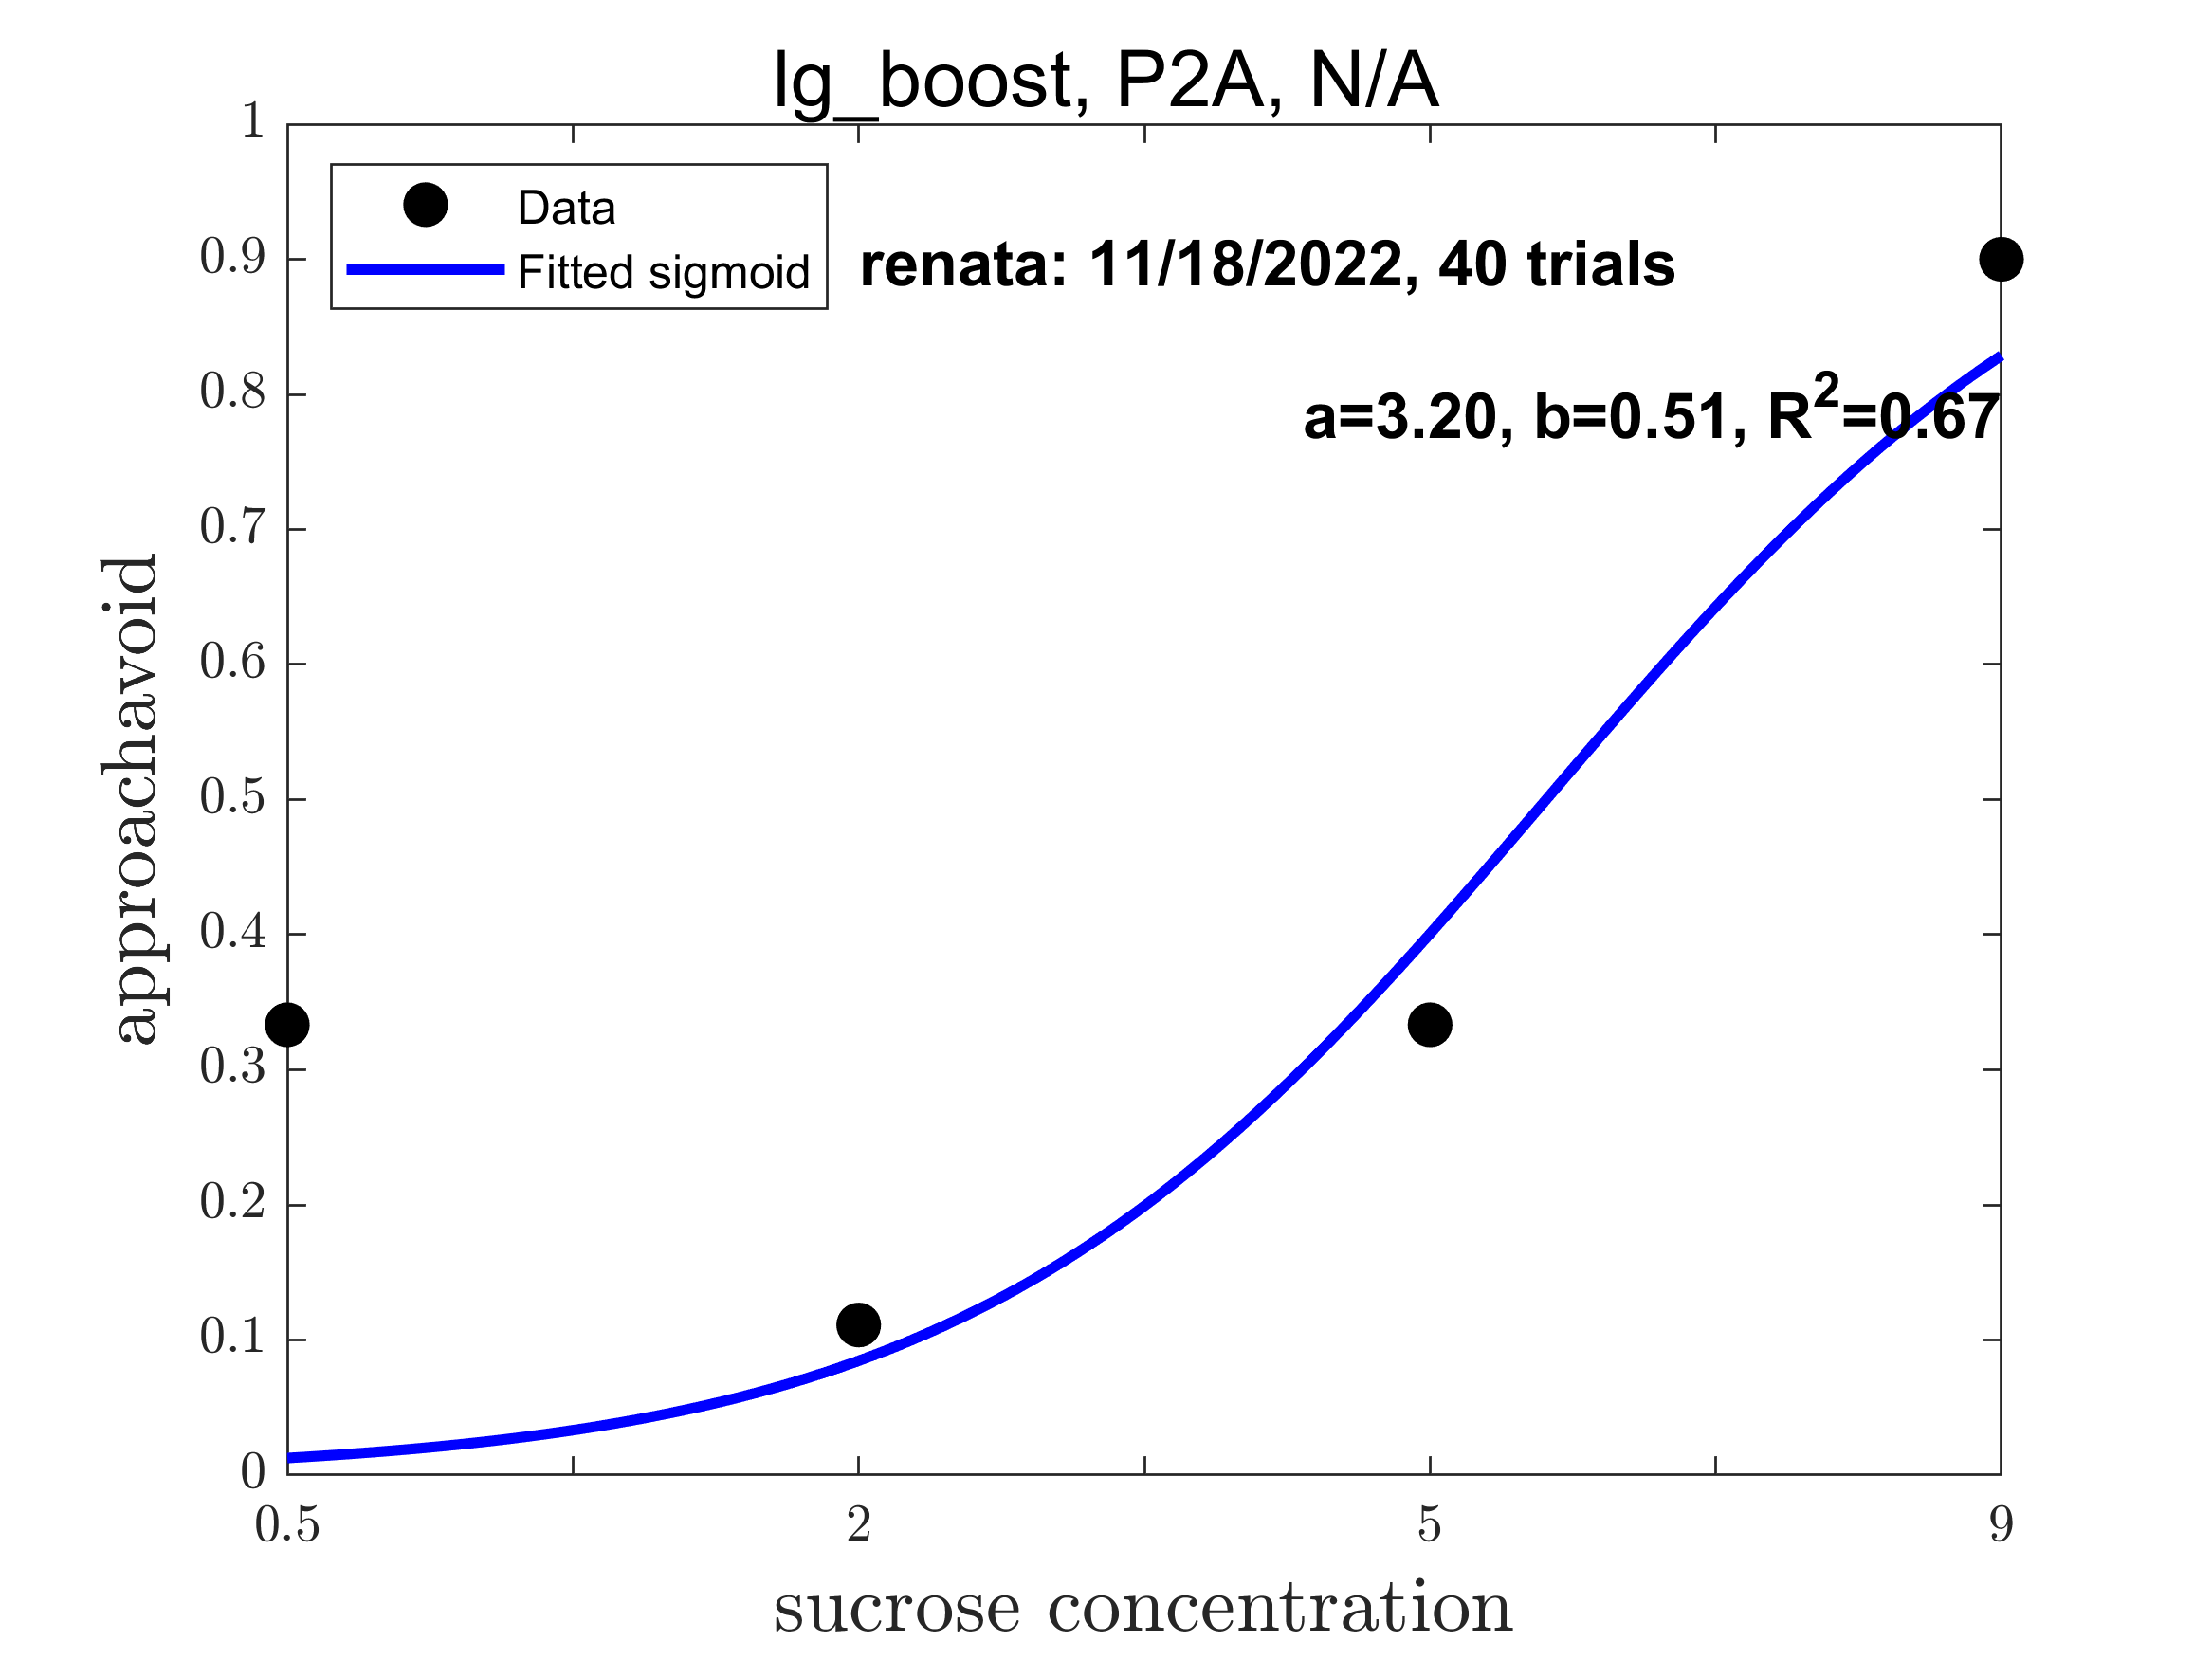 lg_boost, P2A, N/A
1
Data
Fitted sigmoid
renata: 11/18/2022, 40 trials
0.9
a=3.20, b=0.51, R²=0.67
0.8
0.7
0.6
0.5
0.4
0.3
0.2
0.1
0
approachavoid
0.5 2 5 9
sucrose concentration